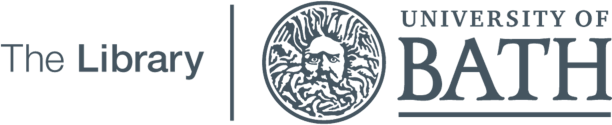 The Library
UNIVERSITY OF
BATH